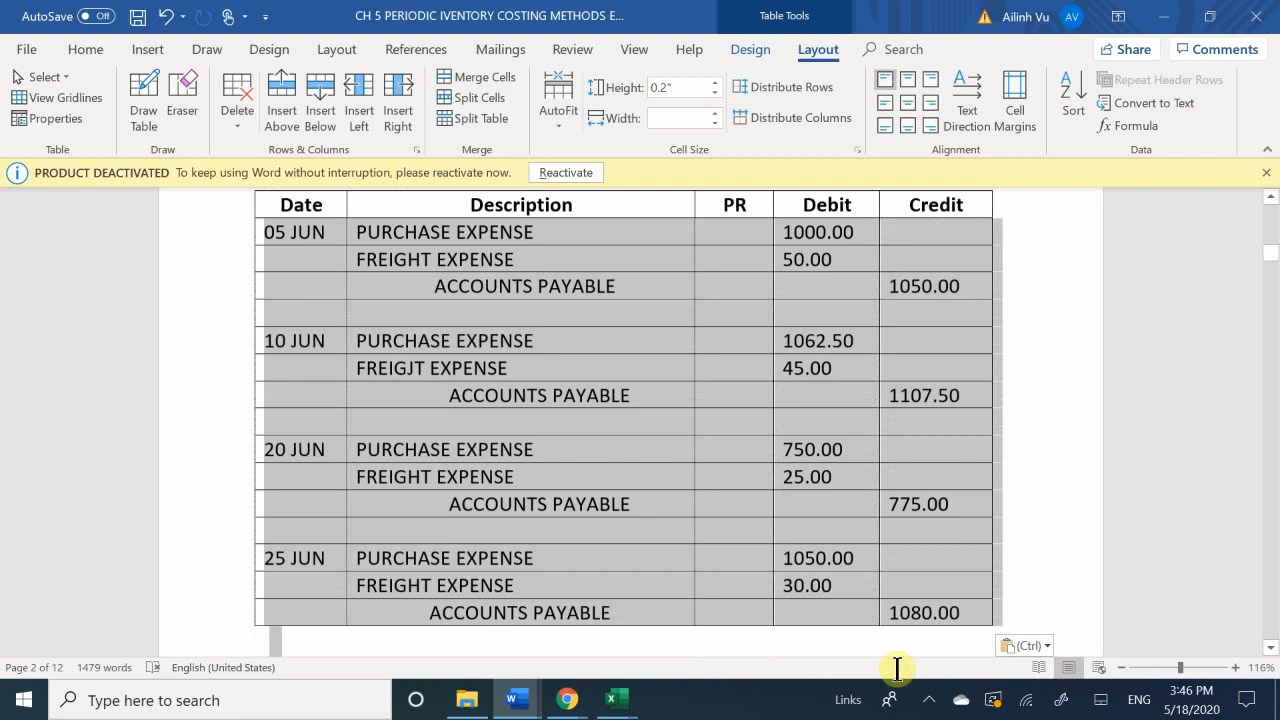 AutoSave Off CH 5 PERIODIC IVENTORY COSTING METHODS E... Table Tools Ailinh Vu AV
File Home Insert Draw Design Layout References Mailings Review View Help Design Layout Search Share Comments
Select
View Gridlines
Properties
Table
Draw Table
Eraser
Draw
Delete
Insert Above
Insert Below
Insert Left
Insert Right
Rows & Columns
Merge Cells
Split Cells
Split Table
Merge
AutoFit
Height: 0.2"
Width:
Distribute Rows
Distribute Columns
Cell Size
Text Direction
Cell Margins
Alignment
Sort
Repeat Header Rows
Convert to Text
Formula
Data
PRODUCT DEACTIVATED To keep using Word without interruption, please reactivate now. Reactivate
Date Description PR Debit Credit
05 JUN PURCHASE EXPENSE 1000.00
FREIGHT EXPENSE 50.00
ACCOUNTS PAYABLE 1050.00
10 JUN PURCHASE EXPENSE 1062.50
FREIGJT EXPENSE 45.00
ACCOUNTS PAYABLE 1107.50
20 JUN PURCHASE EXPENSE 750.00
FREIGHT EXPENSE 25.00
ACCOUNTS PAYABLE 775.00
25 JUN PURCHASE EXPENSE 1050.00
FREIGHT EXPENSE 30.00
ACCOUNTS PAYABLE 1080.00
(Ctrl)
Page 2 of 12 1479 words English (United States) 116%
Type here to search Links ENG 3:46 PM
5/18/2020